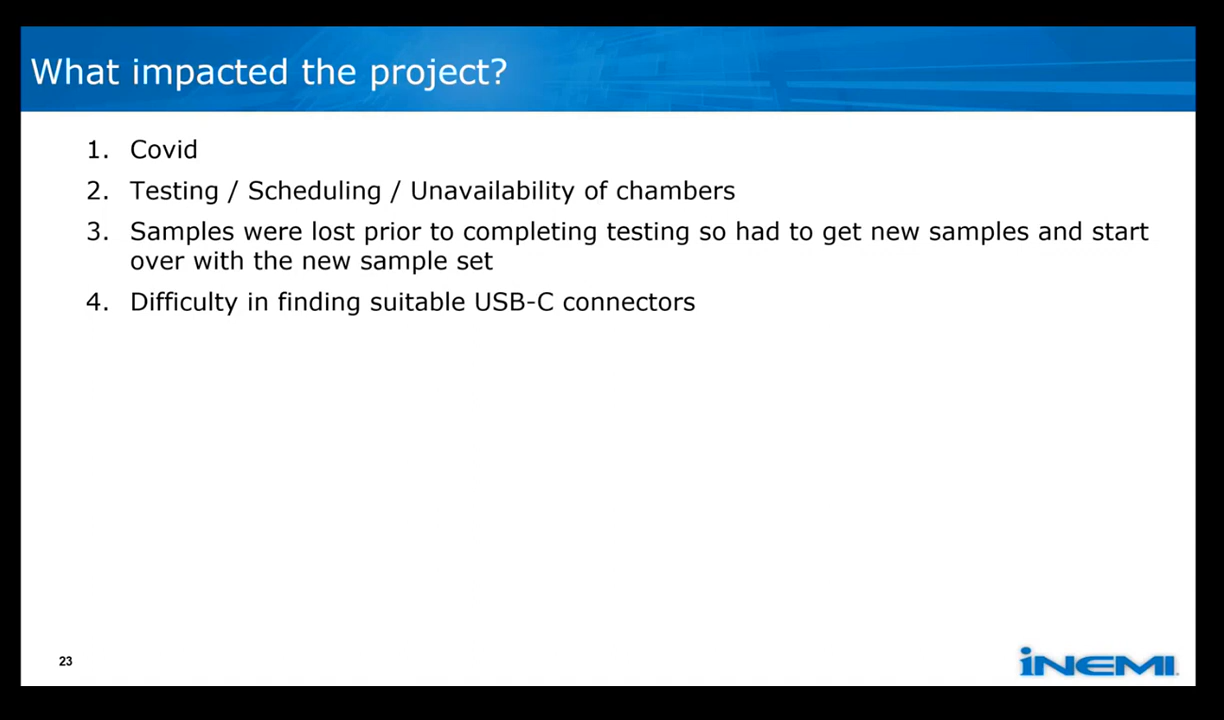 What impacted the project?
1. Covid
2. Testing / Scheduling / Unavailability of chambers
3. Samples were lost prior to completing testing so had to get new samples and start
over with the new sample set
4. Difficulty in finding suitable USB-C connectors
23
iNEMI